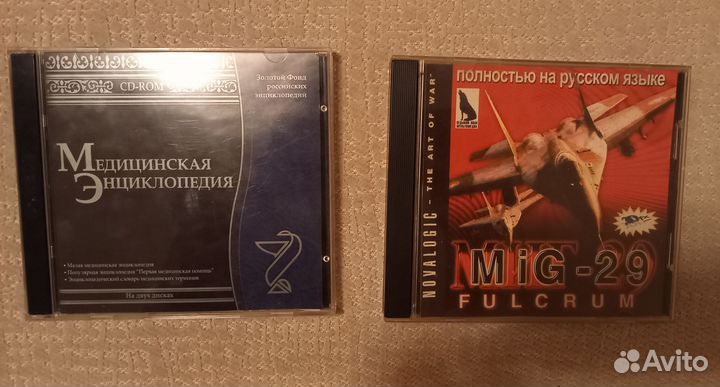 CD-ROM
Золотой Фонд
российских
энциклопедий
Медицинская
Энциклопедия
• Малая медицинская энциклопедия
• Популярная энциклопедия "Первая медицинская помощь"
• Энциклопедический словарь медицинских терминов
На двух дисках
полностью на русском языке
NOVALOGIC - THE ART OF WAR™
MiG-29
FULCRUM
Avito